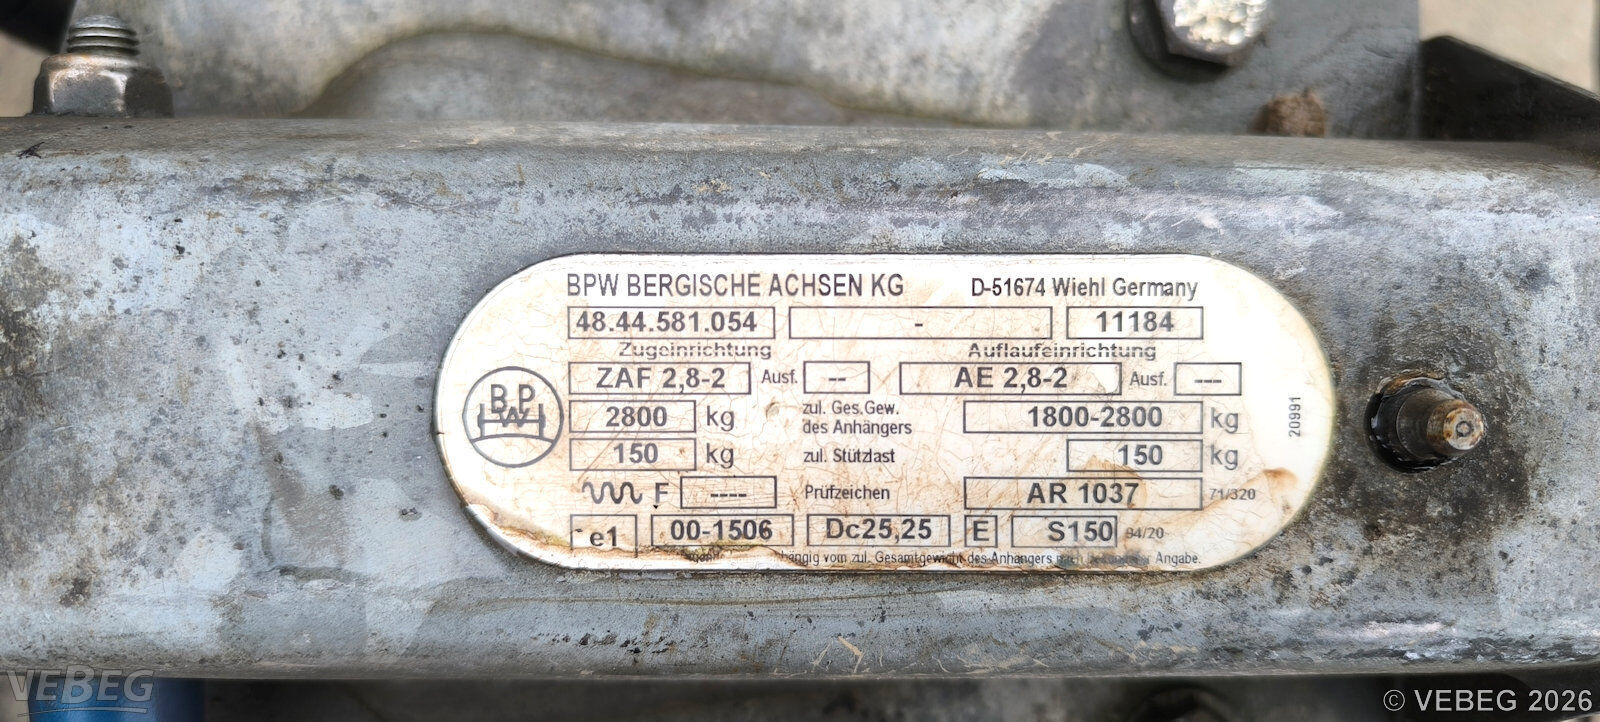 BPW BERGISCHE ACHSEN KG D-51674 Wiehl Germany
48.44.581.054 - 11184
Zugeinrichtung Auflaufeinrichtung
ZAF 2,8-2 Ausf. -- AE 2,8-2 Ausf. ---
BPW
2800 kg zul. Ges.Gew. des Anhängers 1800-2800 kg
150 kg zul. Stützlast 150 kg
F ---- Prüfzeichen AR 1037 71/320
e1 00-1506 Dc25,25 E S150 94/20
hängig vom zul. Gesamtgewicht des Anhängers Angabe.
20991
VEBEG
© VEBEG 2026